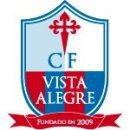 CF
VISTA
ALEGRE
FUNDADO EN 2009